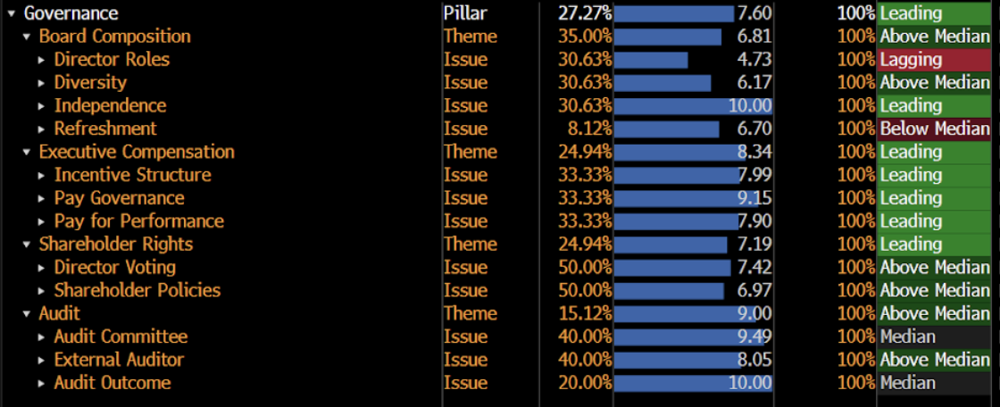 Governance Pillar 27.27% 7.60 100% Leading
Board Composition Theme 35.00% 6.81 100% Above Median
Director Roles Issue 30.63% 4.73 100% Lagging
Diversity Issue 30.63% 6.17 100% Above Median
Independence Issue 30.63% 10.00 100% Leading
Refreshment Issue 8.12% 6.70 100% Below Median
Executive Compensation Theme 24.94% 8.34 100% Leading
Incentive Structure Issue 33.33% 7.99 100% Leading
Pay Governance Issue 33.33% 9.15 100% Leading
Pay for Performance Issue 33.33% 7.90 100% Leading
Shareholder Rights Theme 24.94% 7.19 100% Leading
Director Voting Issue 50.00% 7.42 100% Above Median
Shareholder Policies Issue 50.00% 6.97 100% Above Median
Audit Theme 15.12% 9.00 100% Above Median
Audit Committee Issue 40.00% 9.49 100% Median
External Auditor Issue 40.00% 8.05 100% Above Median
Audit Outcome Issue 20.00% 10.00 100% Median